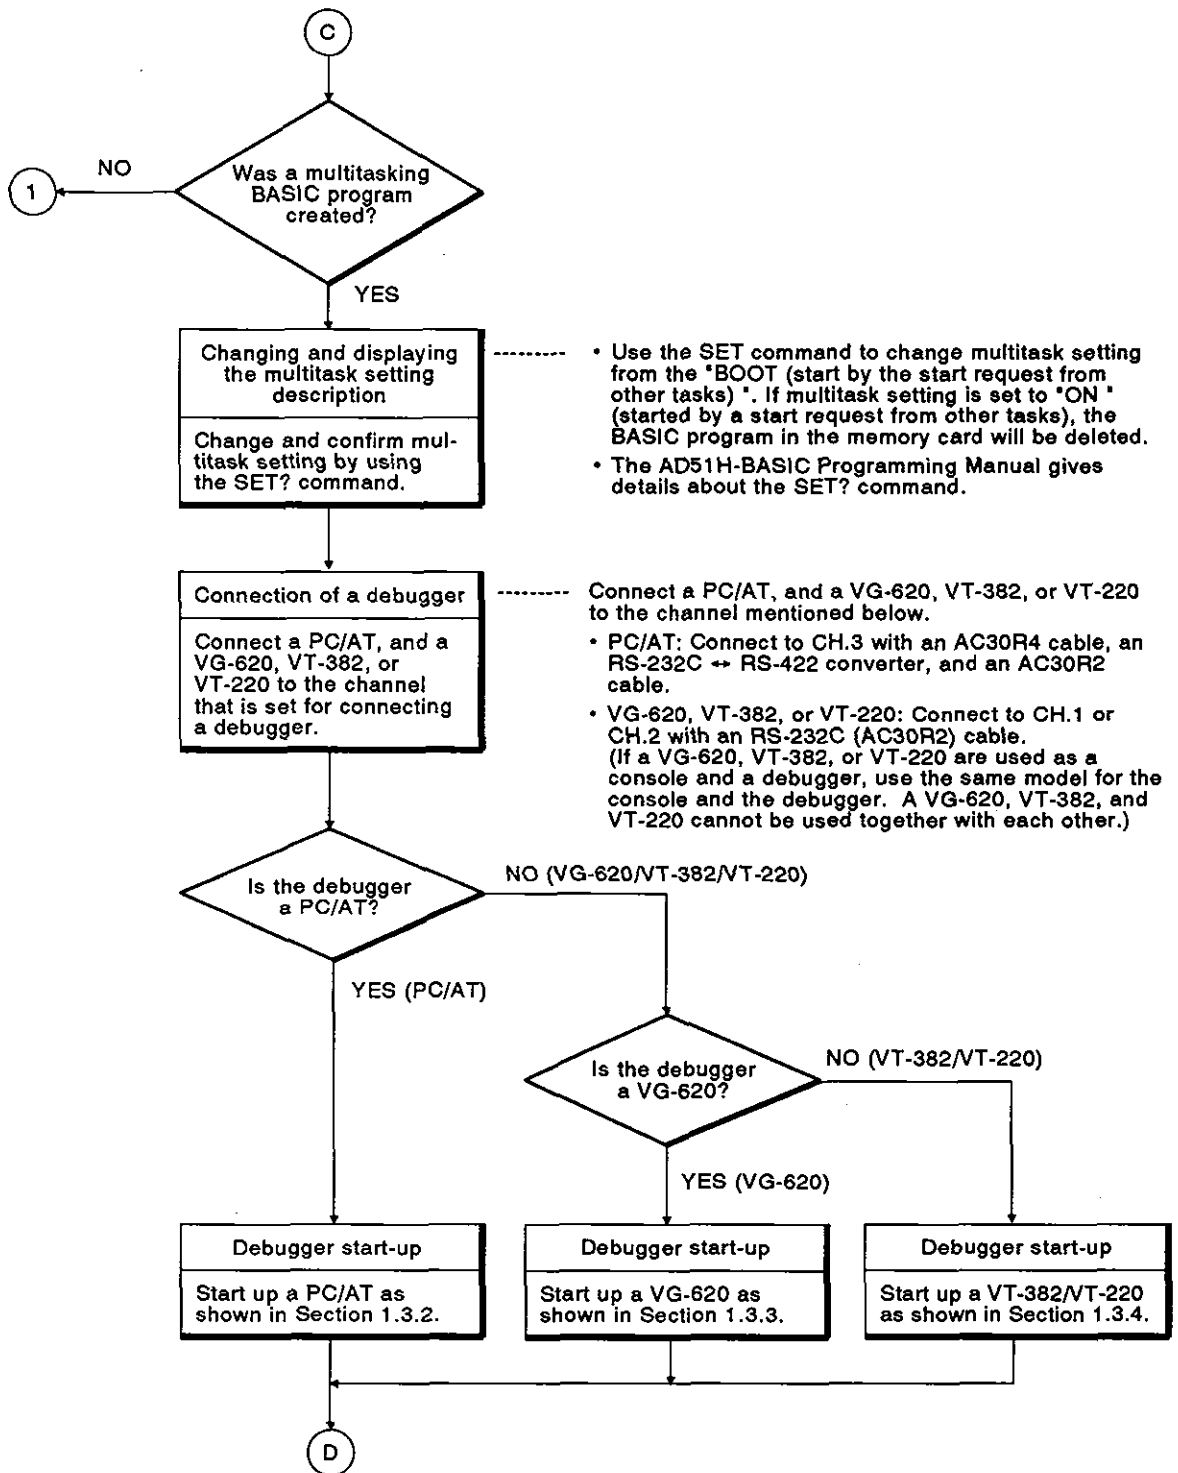 C
NO
1
Was a multitasking
BASIC program
created?
YES
Changing and displaying
the multitask setting
description
Change and confirm mul-
titask setting by using
the SET? command.
• Use the SET command to change multitask setting
from the "BOOT (start by the start request from
other tasks) ". If multitask setting is set to "ON "
(started by a start request from other tasks), the
BASIC program in the memory card will be deleted.
• The AD51H-BASIC Programming Manual gives
details about the SET? command.
Connection of a debugger
Connect a PC/AT, and a
VG-620, VT-382, or
VT-220 to the channel
that is set for connecting
a debugger.
Connect a PC/AT, and a VG-620, VT-382, or VT-220
to the channel mentioned below.
• PC/AT: Connect to CH.3 with an AC30R4 cable, an
RS-232C ↔ RS-422 converter, and an AC30R2
cable.
• VG-620, VT-382, or VT-220: Connect to CH.1 or
CH.2 with an RS-232C (AC30R2) cable.
(If a VG-620, VT-382, or VT-220 are used as a
console and a debugger, use the same model for the
console and the debugger. A VG-620, VT-382, and
VT-220 cannot be used together with each other.)
Is the debugger
a PC/AT?
NO (VG-620/VT-382/VT-220)
YES (PC/AT)
Is the debugger
a VG-620?
NO (VT-382/VT-220)
YES (VG-620)
Debugger start-up
Start up a PC/AT as
shown in Section 1.3.2.
Debugger start-up
Start up a VG-620 as
shown in Section 1.3.3.
Debugger start-up
Start up a VT-382/VT-220
as shown in Section 1.3.4.
D